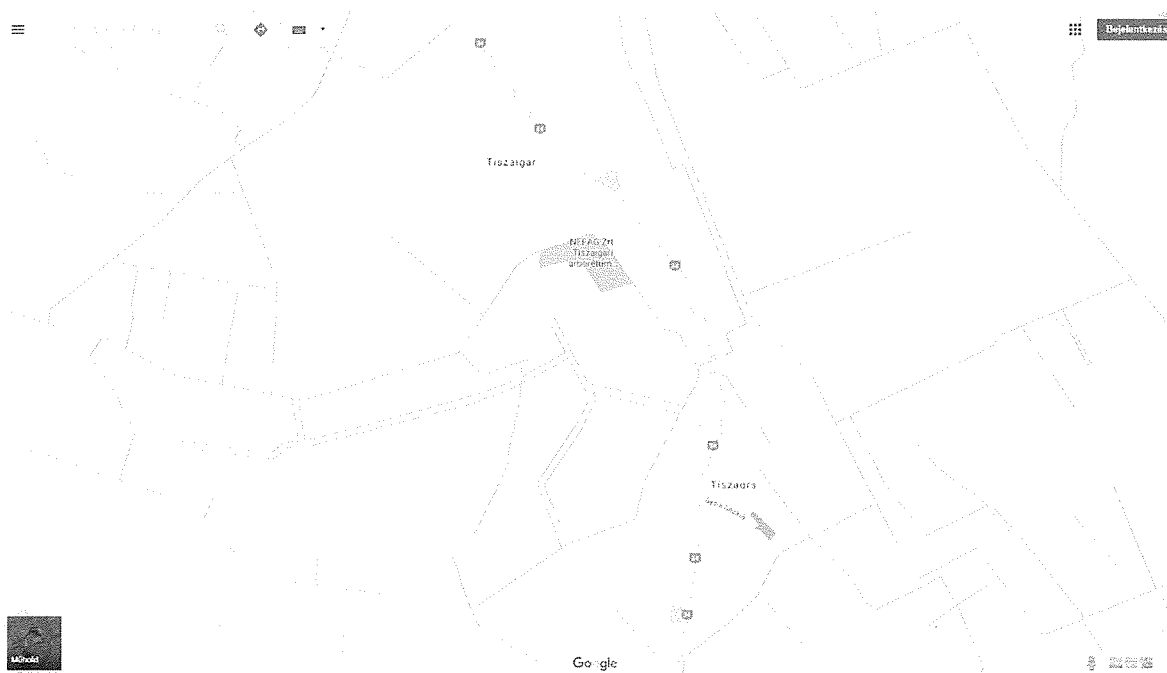 Bejelentkezés
Tiszaigar
NEFAG Zrt
Tiszaigari
arborétum
Tiszaörs
Műhold
Google